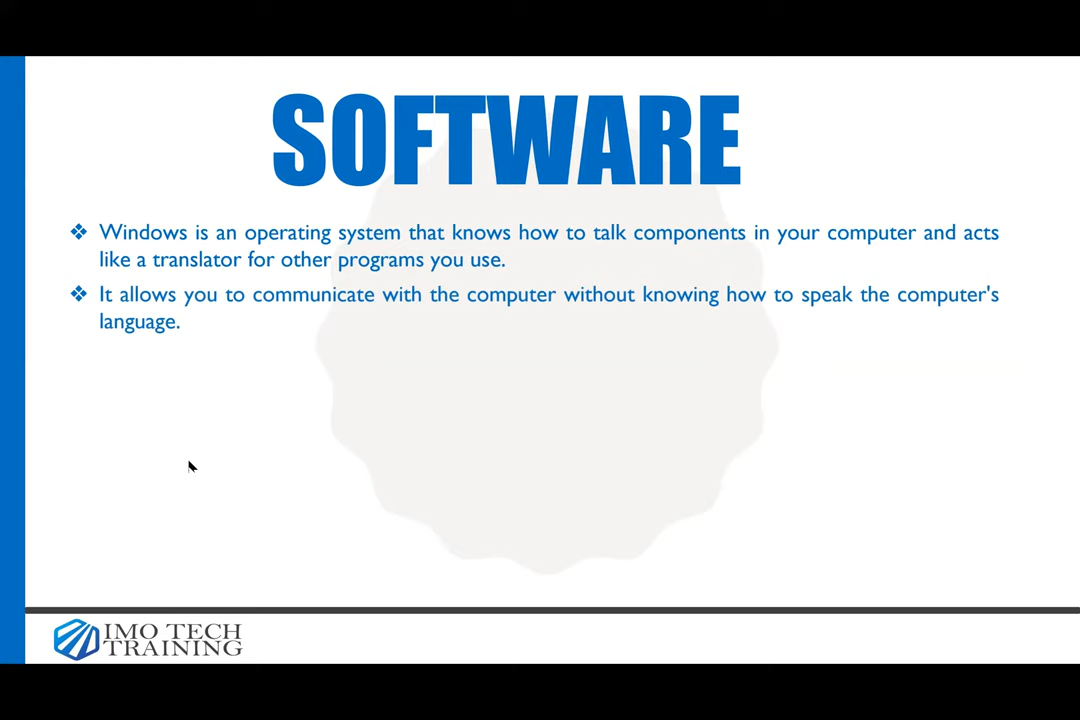 SOFTWARE
❖ Windows is an operating system that knows how to talk components in your computer and acts
like a translator for other programs you use.
❖ It allows you to communicate with the computer without knowing how to speak the computer's
language.
IMO TECH
TRAINING